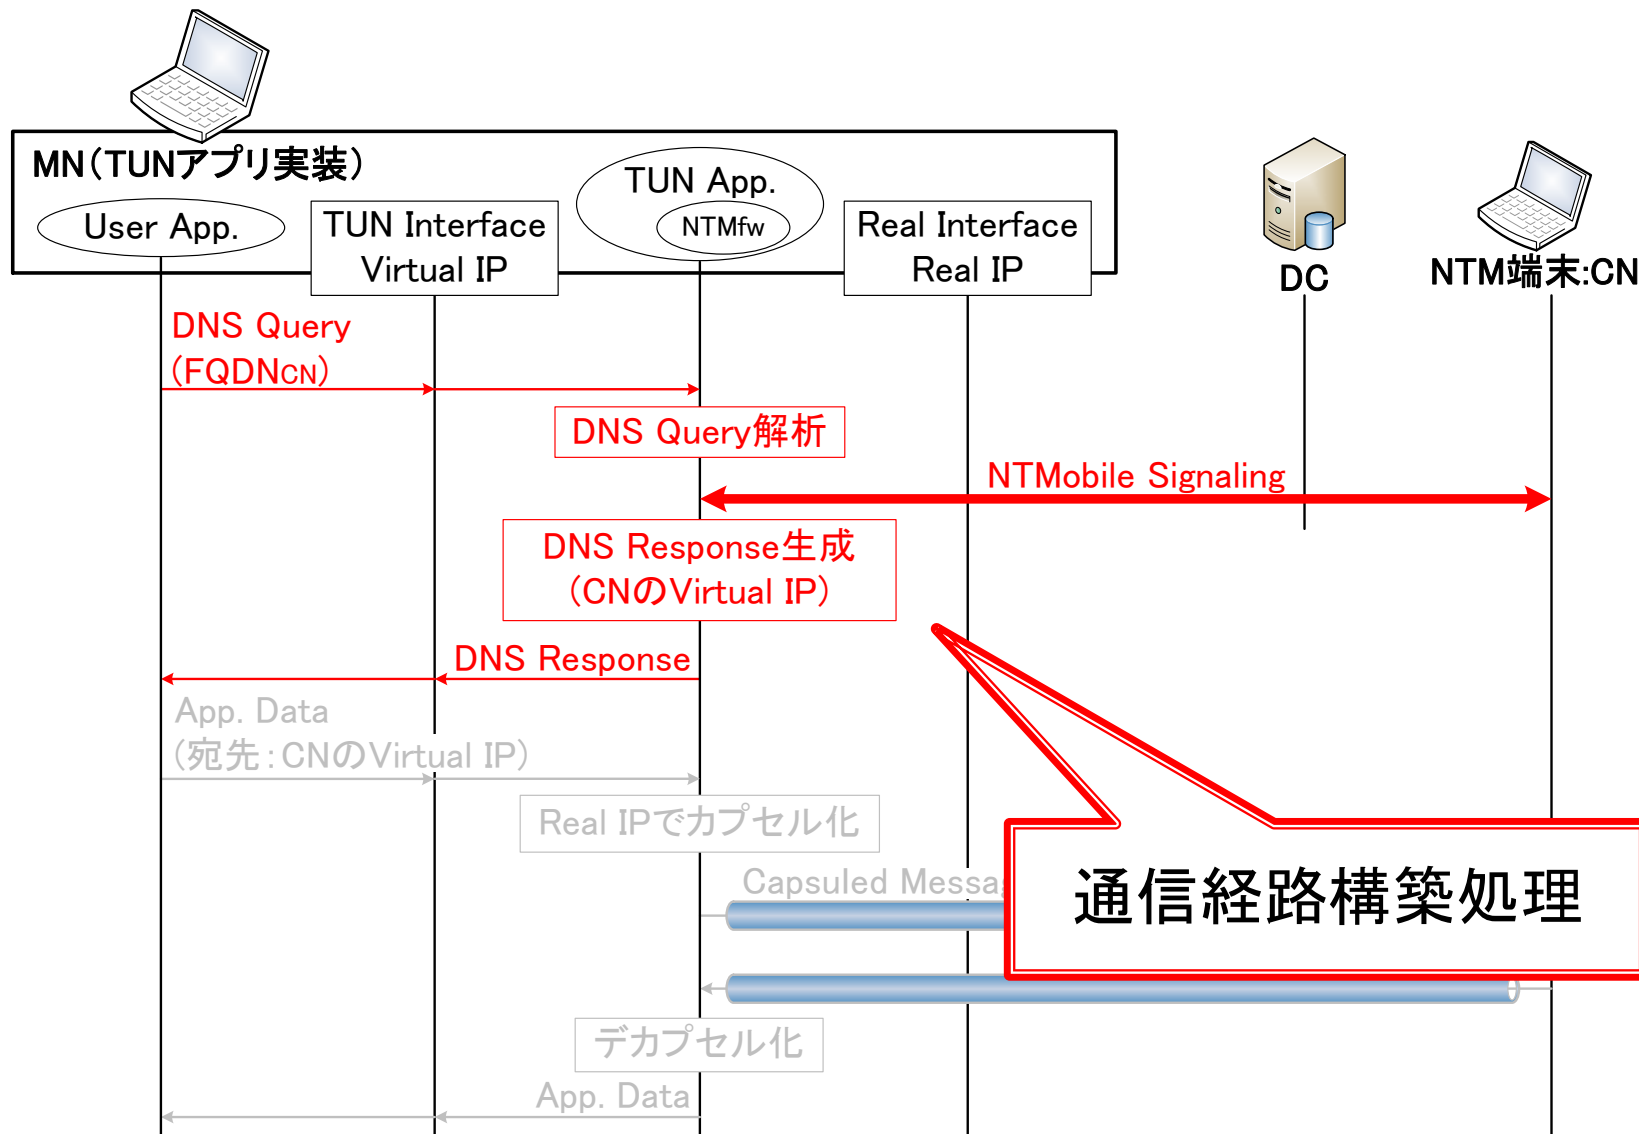 MN（TUNアプリ実装）
User App.
TUN Interface
Virtual IP
TUN App.
NTMfw
Real Interface
Real IP
DC
NTM端末:CN
DNS Query
(FQDNCN)
DNS Query解析
NTMobile Signaling
DNS Response生成
（CNのVirtual IP）
DNS Response
App. Data
（宛先：CNのVirtual IP）
Real IPでカプセル化
Capsuled
通信経路構築処理
デカプセル化
App. Data